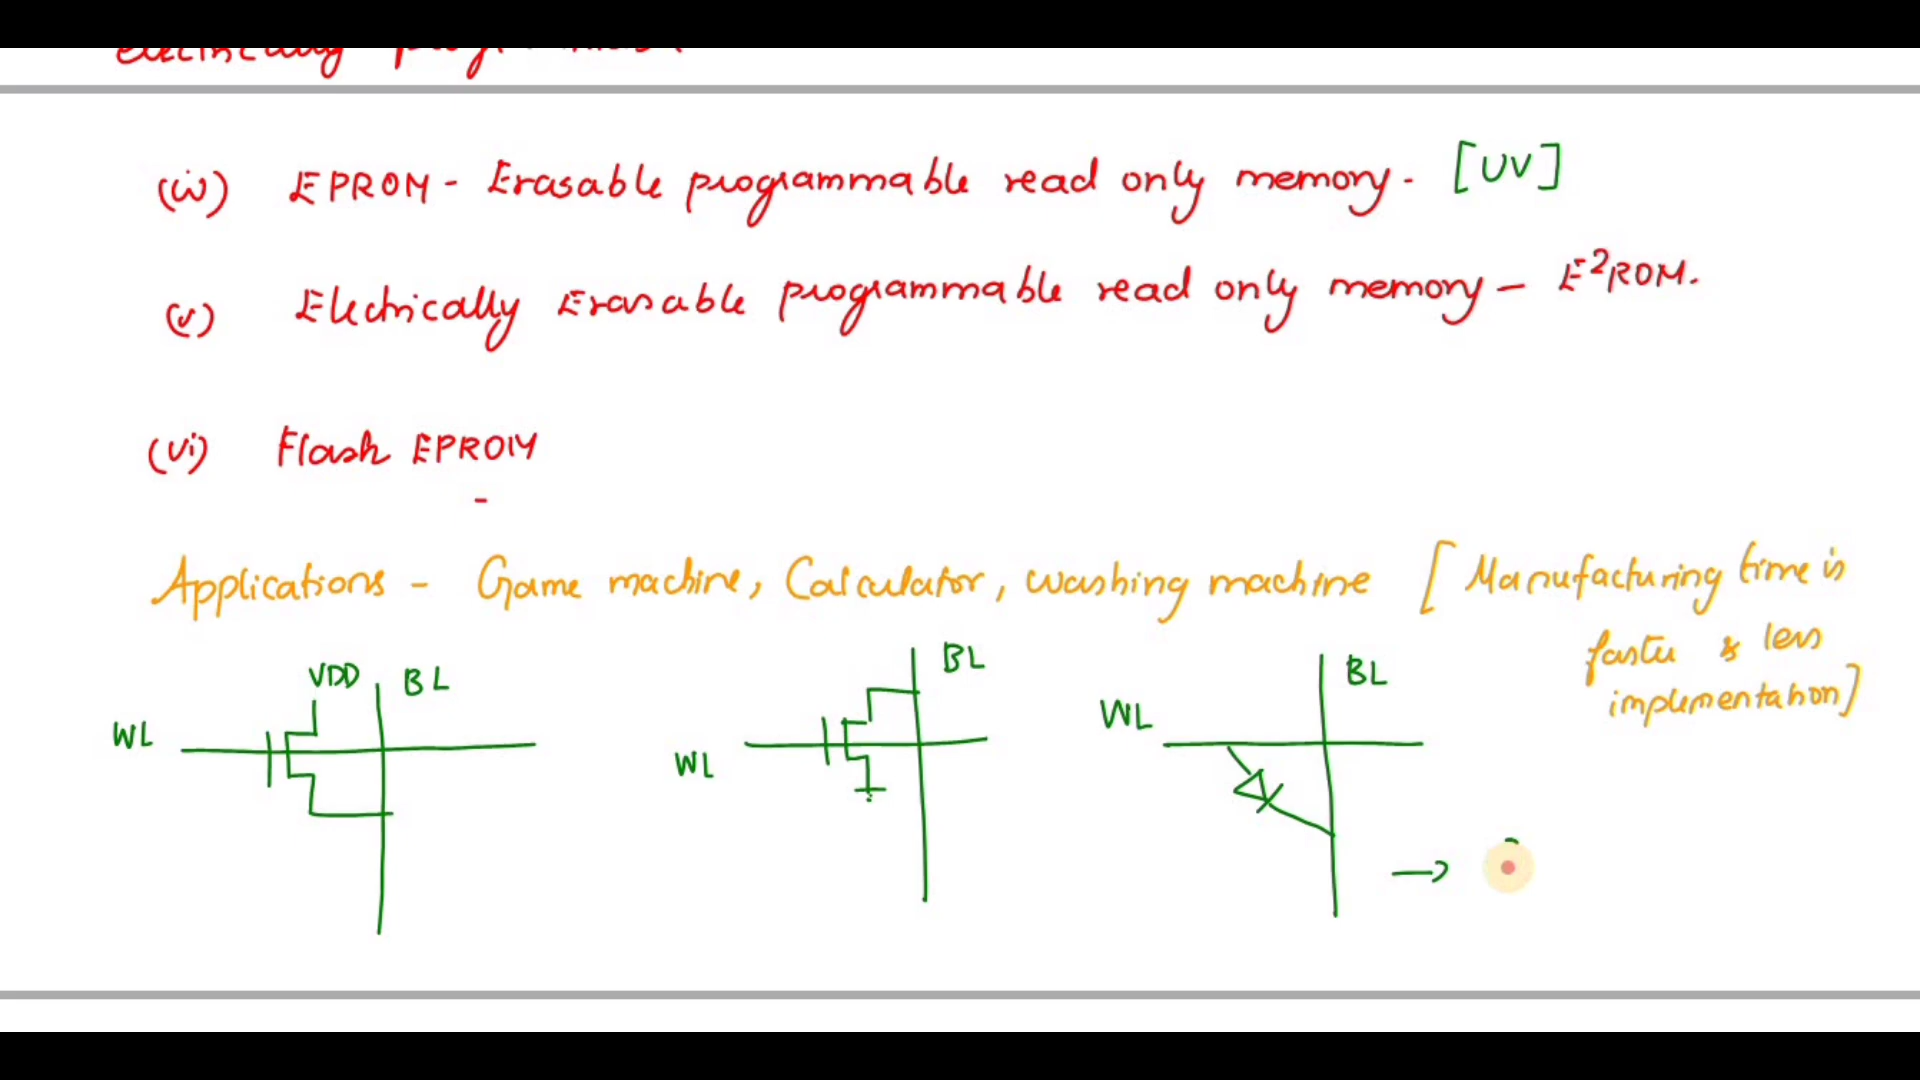 electrically
(iv) EPROM - Erasable programmable read only memory. [UV]
(v) Electrically Erasable programmable read only memory - E²ROM.
(vi) Flash EPROM
Applications - Game machine, Calculator, washing machine [Manufacturing time is
faster & less
implementation]
VDD BL
WL
BL
WL
BL
WL